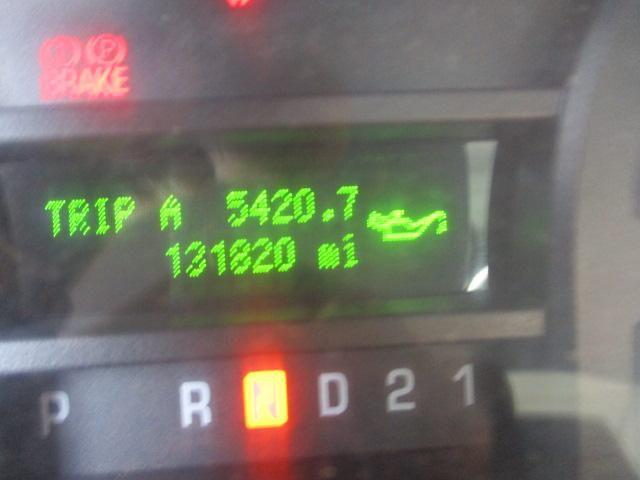 BRAKE
TRIP A 5420.7
131820 mi
P R N D 2 1